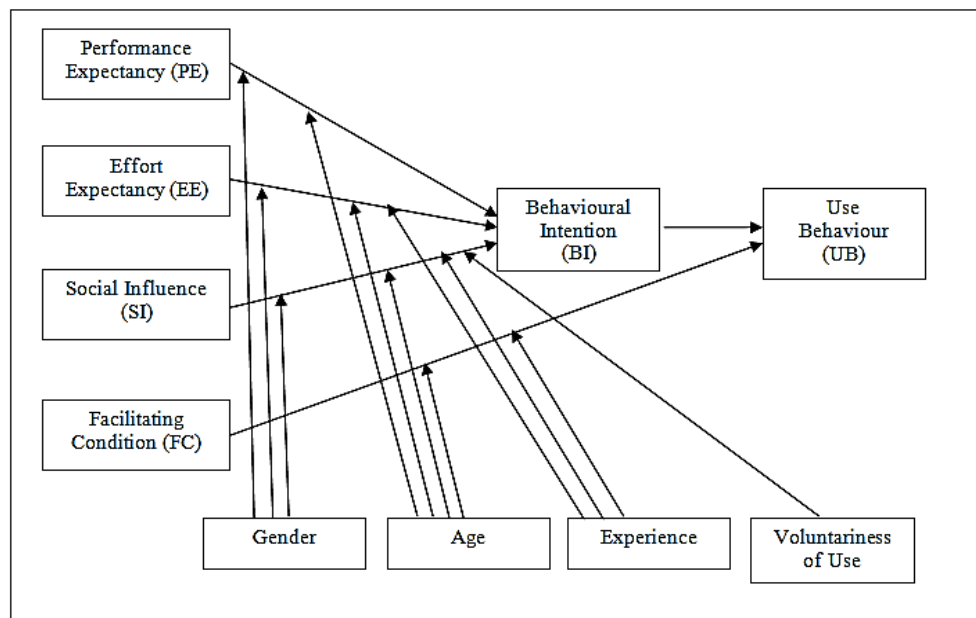 Performance
Expectancy (PE)
Effort
Expectancy (EE)
Social Influence
(SI)
Facilitating
Condition (FC)
Behavioural
Intention
(BI)
Use
Behaviour
(UB)
Gender
Age
Experience
Voluntariness
of Use